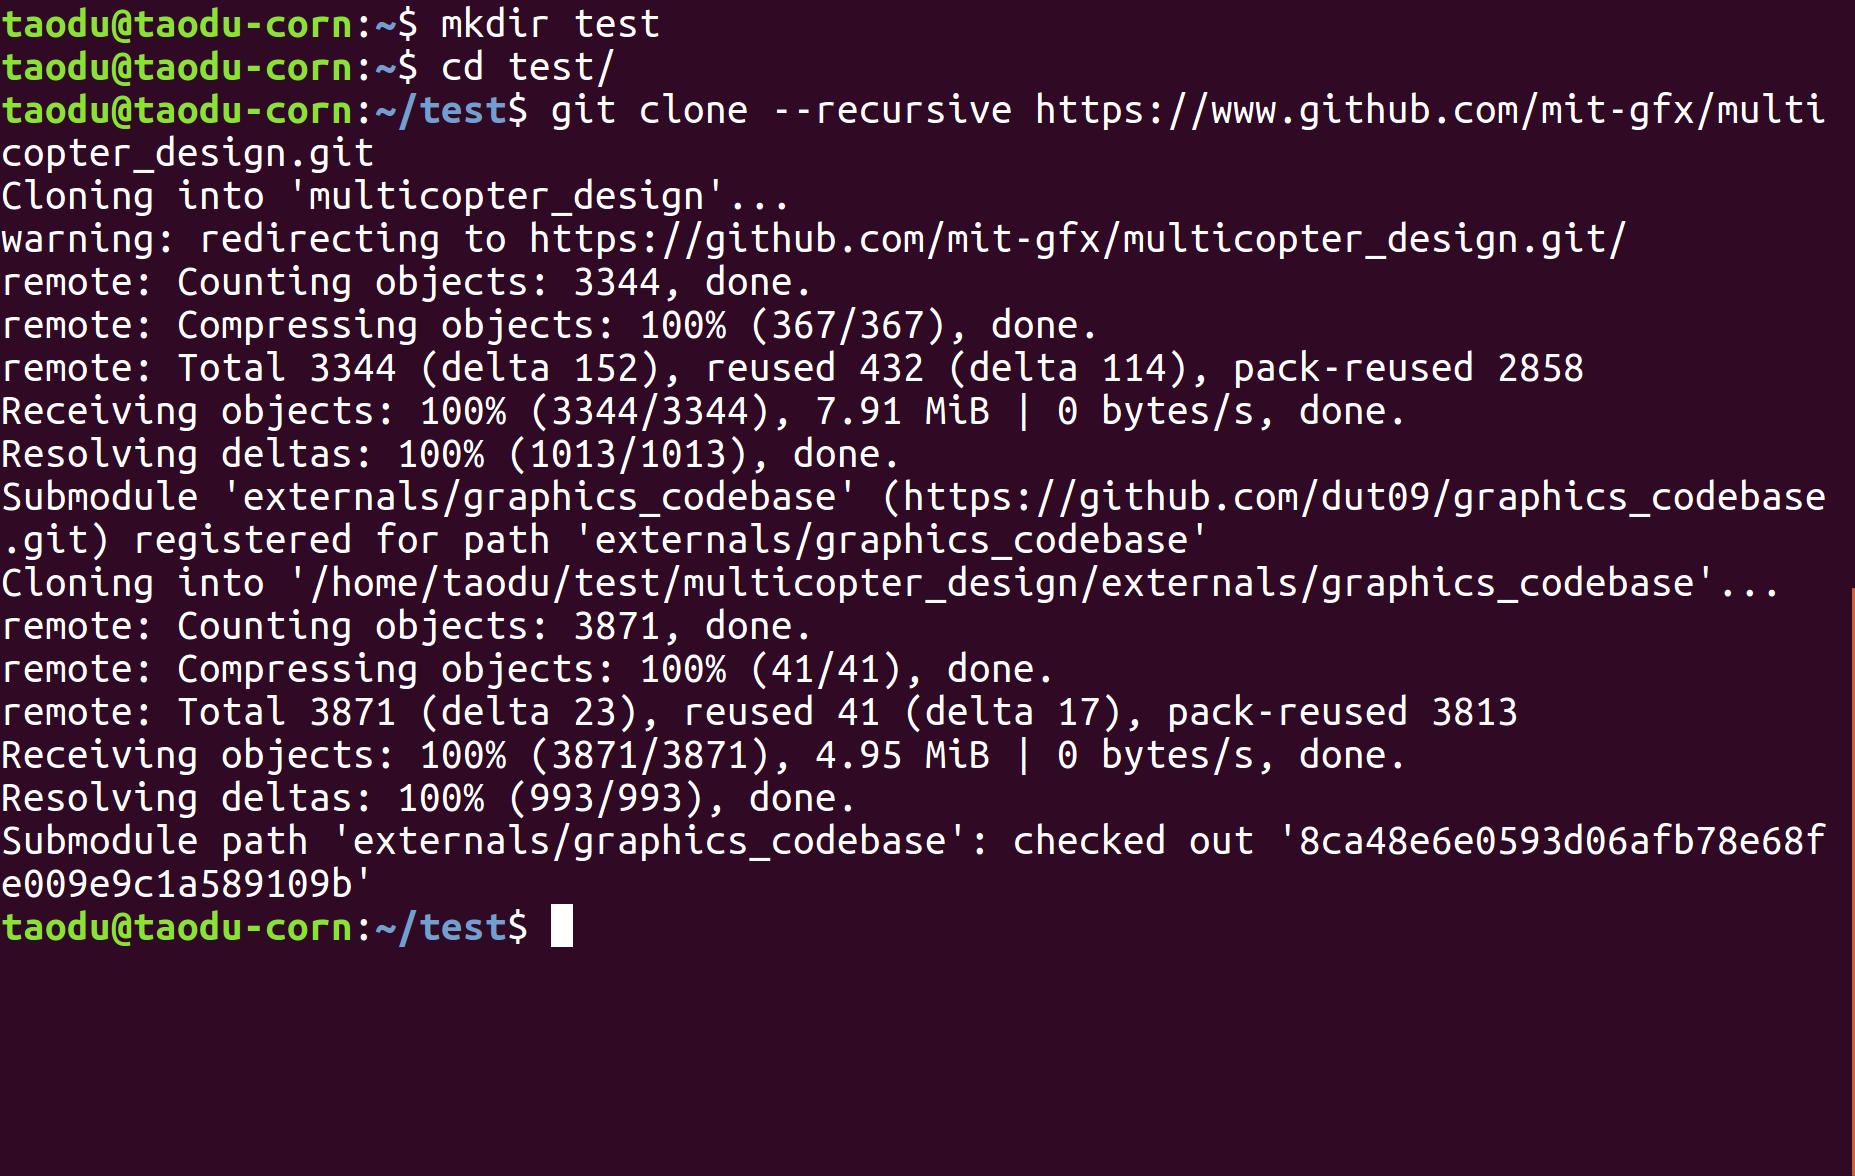 taodu@taodu-corn:~$ mkdir test
taodu@taodu-corn:~$ cd test/
taodu@taodu-corn:~/test$ git clone --recursive https://www.github.com/mit-gfx/multi
copter_design.git
Cloning into 'multicopter_design'...
warning: redirecting to https://github.com/mit-gfx/multicopter_design.git/
remote: Counting objects: 3344, done.
remote: Compressing objects: 100% (367/367), done.
remote: Total 3344 (delta 152), reused 432 (delta 114), pack-reused 2858
Receiving objects: 100% (3344/3344), 7.91 MiB | 0 bytes/s, done.
Resolving deltas: 100% (1013/1013), done.
Submodule 'externals/graphics_codebase' (https://github.com/dut09/graphics_codebase
.git) registered for path 'externals/graphics_codebase'
Cloning into '/home/taodu/test/multicopter_design/externals/graphics_codebase'...
remote: Counting objects: 3871, done.
remote: Compressing objects: 100% (41/41), done.
remote: Total 3871 (delta 23), reused 41 (delta 17), pack-reused 3813
Receiving objects: 100% (3871/3871), 4.95 MiB | 0 bytes/s, done.
Resolving deltas: 100% (993/993), done.
Submodule path 'externals/graphics_codebase': checked out '8ca48e6e0593d06afb78e68f
e009e9c1a589109b'
taodu@taodu-corn:~/test$